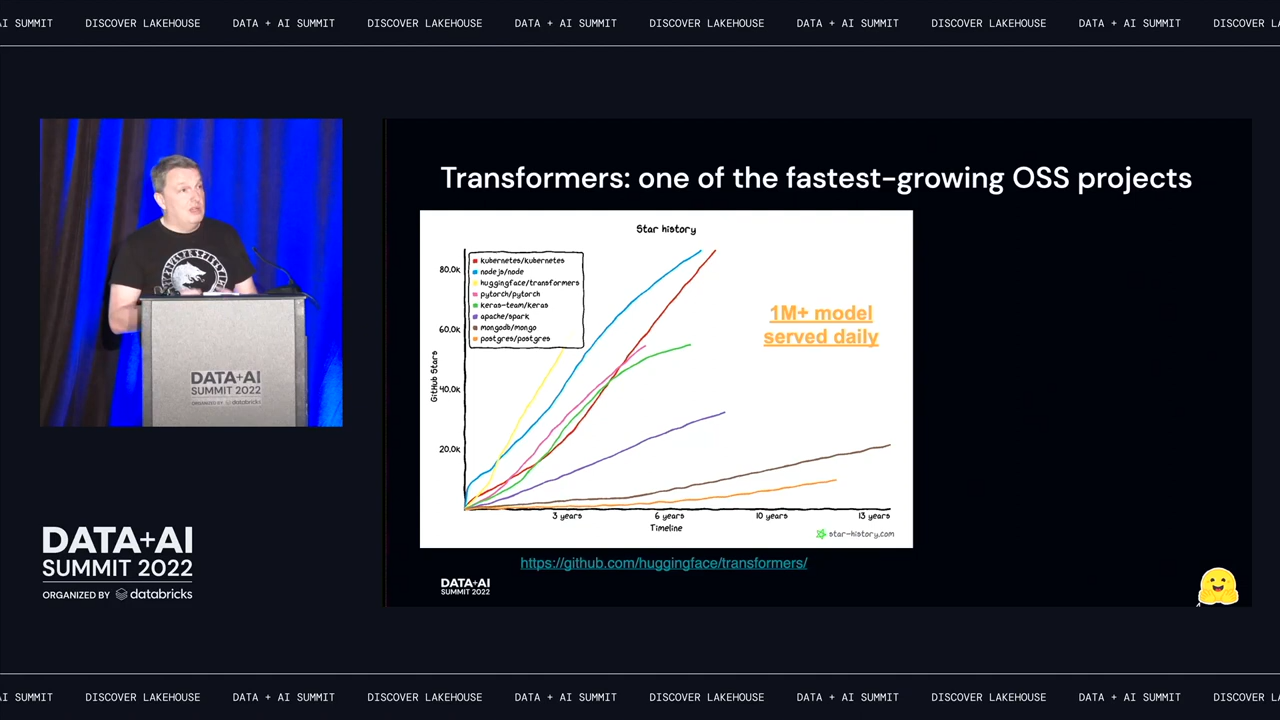 AI SUMMIT DISCOVER LAKEHOUSE DATA + AI SUMMIT DISCOVER LAKEHOUSE DATA + AI SUMMIT DISCOVER LAKEHOUSE DATA + AI SUMMIT DISCOVER LAKEHOUSE DATA + AI SUMMIT DISCOVER
Transformers: one of the fastest-growing OSS projects
Star history
kubernetes/kubernetes
nodejs/node
huggingface/transformers
pytorch/pytorch
keras-team/keras
apache/spark
mongodb/mongo
postgres/postgres
80.0k
60.0k
40.0k
20.0k
GitHub Stars
3 years 6 years 10 years 13 years
Timeline
star-history.com
1M+ model
served daily
https://github.com/huggingface/transformers/
DATA+AI
SUMMIT 2022
DATA+AI
SUMMIT 2022
ORGANIZED BY databricks
DATA+AI
SUMMIT 2022
ORGANIZED BY databricks
AI SUMMIT DISCOVER LAKEHOUSE DATA + AI SUMMIT DISCOVER LAKEHOUSE DATA + AI SUMMIT DISCOVER LAKEHOUSE DATA + AI SUMMIT DISCOVER LAKEHOUSE DATA + AI SUMMIT DISCOVER